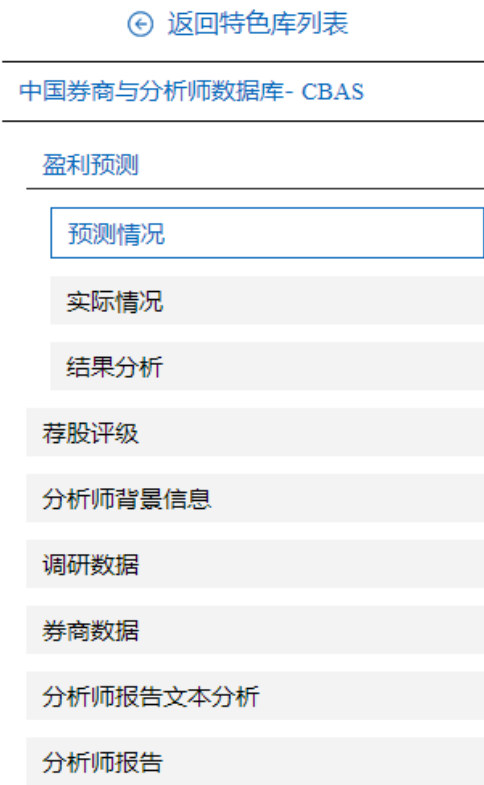 返回特色库列表
中国券商与分析师数据库- CBAS
盈利预测
预测情况
实际情况
结果分析
荐股评级
分析师背景信息
调研数据
券商数据
分析师报告文本分析
分析师报告